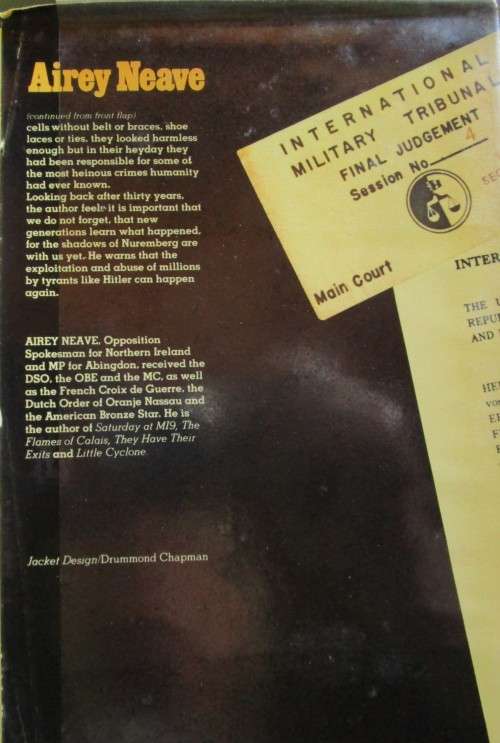 Airey Neave
(continued from front flap)
cells without belt or braces, shoe
laces or ties, they looked harmless
enough but in their heyday they
had been responsible for some of
the most heinous crimes humanity
had ever known.
Looking back after thirty years,
the author feels it is important that
we do not forget, that new
generations learn what happened,
for the shadows of Nuremberg are
with us yet. He warns that the
exploitation and abuse of millions
by tyrants like Hitler can happen
again.
AIREY NEAVE, Opposition
Spokesman for Northern Ireland
and MP for Abingdon, received the
DSO, the OBE and the MC, as well
as the French Croix de Guerre, the
Dutch Order of Oranje Nassau and
the American Bronze Star. He is
the author of Saturday at MI9, The
Flames of Calais, They Have Their
Exits and Little Cyclone.
Jacket Design/Drummond Chapman
INTERNATIONAL
MILITARY TRIBUNAL
FINAL JUDGEMENT
Session No 4
SEC
Main Court
INTER
THE U
REPU
AND
HE
vo